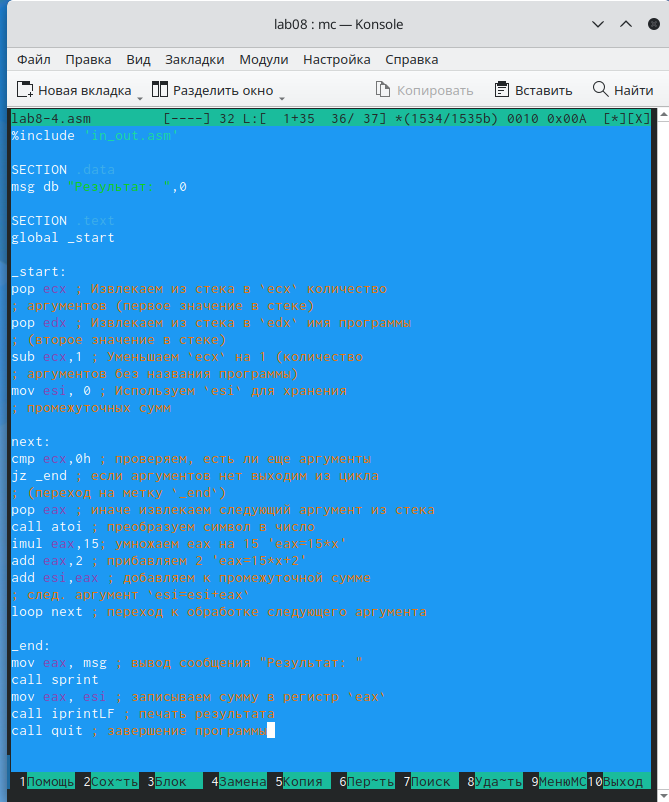 lab08 : mc — Konsole
Файл Правка Вид Закладки Модули Настройка Справка
Новая вкладка Разделить окно Копировать Вставить Найти
lab8-4.asm [----] 32 L:[ 1+35 36/ 37] *(1534/1535b) 0010 0x00A [*][X]
%include 'in_out.asm'
SECTION .data
msg db "Результат: ",0
SECTION .text
global _start
_start:
pop ecx ; Извлекаем из стека в `ecx` количество
; аргументов (первое значение в стеке)
pop edx ; Извлекаем из стека в `edx` имя программы
; (второе значение в стеке)
sub ecx,1 ; Уменьшаем `ecx` на 1 (количество
; аргументов без названия программы)
mov esi, 0 ; Используем `esi` для хранения
; промежуточных сумм
next:
cmp ecx,0h ; проверяем, есть ли еще аргументы
jz _end ; если аргументов нет выходим из цикла
; (переход на метку `_end`)
pop eax ; иначе извлекаем следующий аргумент из стека
call atoi ; преобразуем символ в число
imul eax,15; умножаем eax на 15 'eax=15*x'
add eax,2 ; прибавляем 2 'eax=15*x+2'
add esi,eax ; добавляем к промежуточной сумме
; след. аргумент `esi=esi+eax`
loop next ; переход к обработке следующего аргумента
_end:
mov eax, msg ; вывод сообщения "Результат: "
call sprint
mov eax, esi ; записываем сумму в регистр `eax`
call iprintLF ; печать результата
call quit ; завершение программы
1Помощь 2Сох~ть 3Блок 4Замена 5Копия 6Пер~ть 7Поиск 8Уда~ть 9МенюMC 10Выход